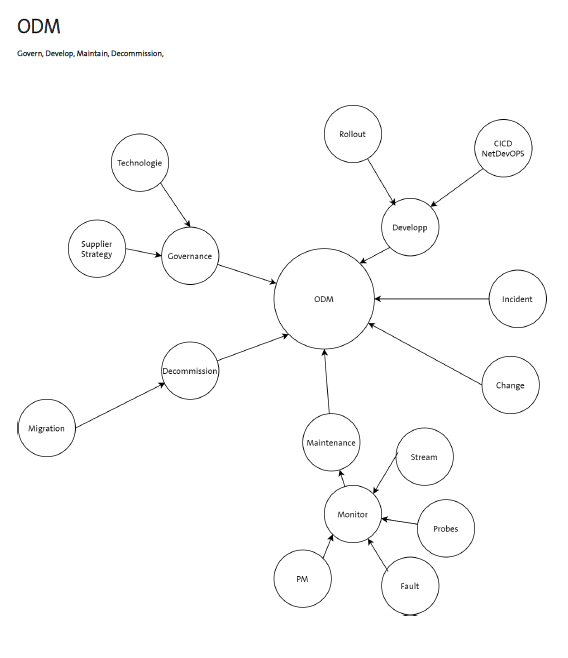 ODM
Govern, Develop, Maintain, Decommission,
Rollout
CICD
NetDevOPS
Technologie
Developp
Supplier
Strategy
Governance
ODM
Incident
Decommission
Change
Migration
Maintenance
Stream
Monitor
Probes
PM
Fault